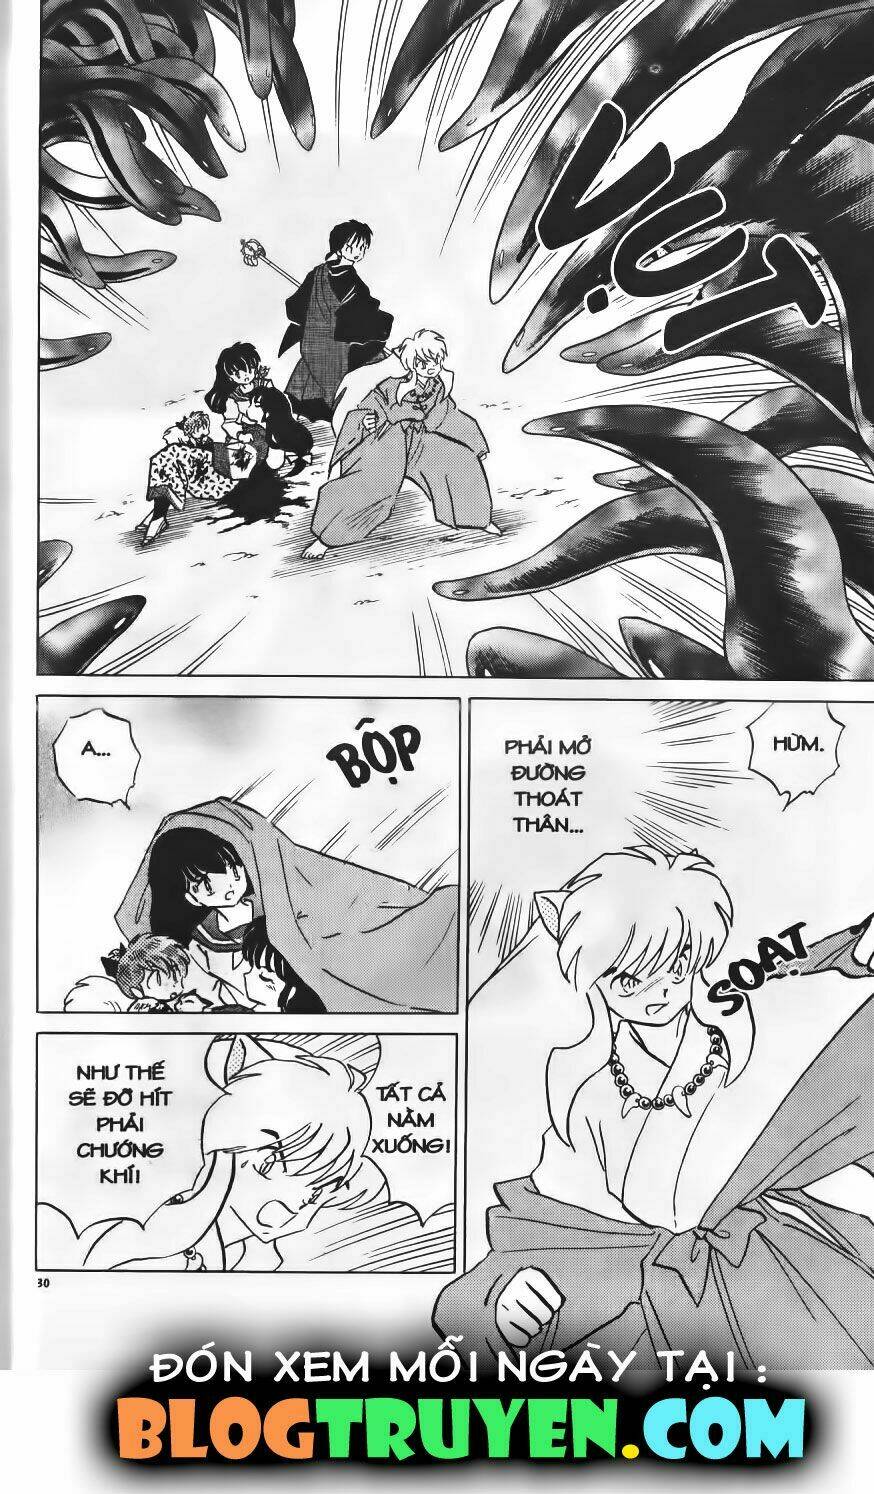 VỤT
HỪM.
PHẢI MỞ
ĐƯỜNG
THOÁT
THÂN...
SOẠT
A...
BỘP
TẤT CẢ
NẰM
XUỐNG!
NHƯ THẾ
SẼ ĐỠ HÍT
PHẢI
CHƯỚNG
KHÍ!
30
ĐÓN XEM MỖI NGÀY TẠI :
BLOGTRUYEN.COM